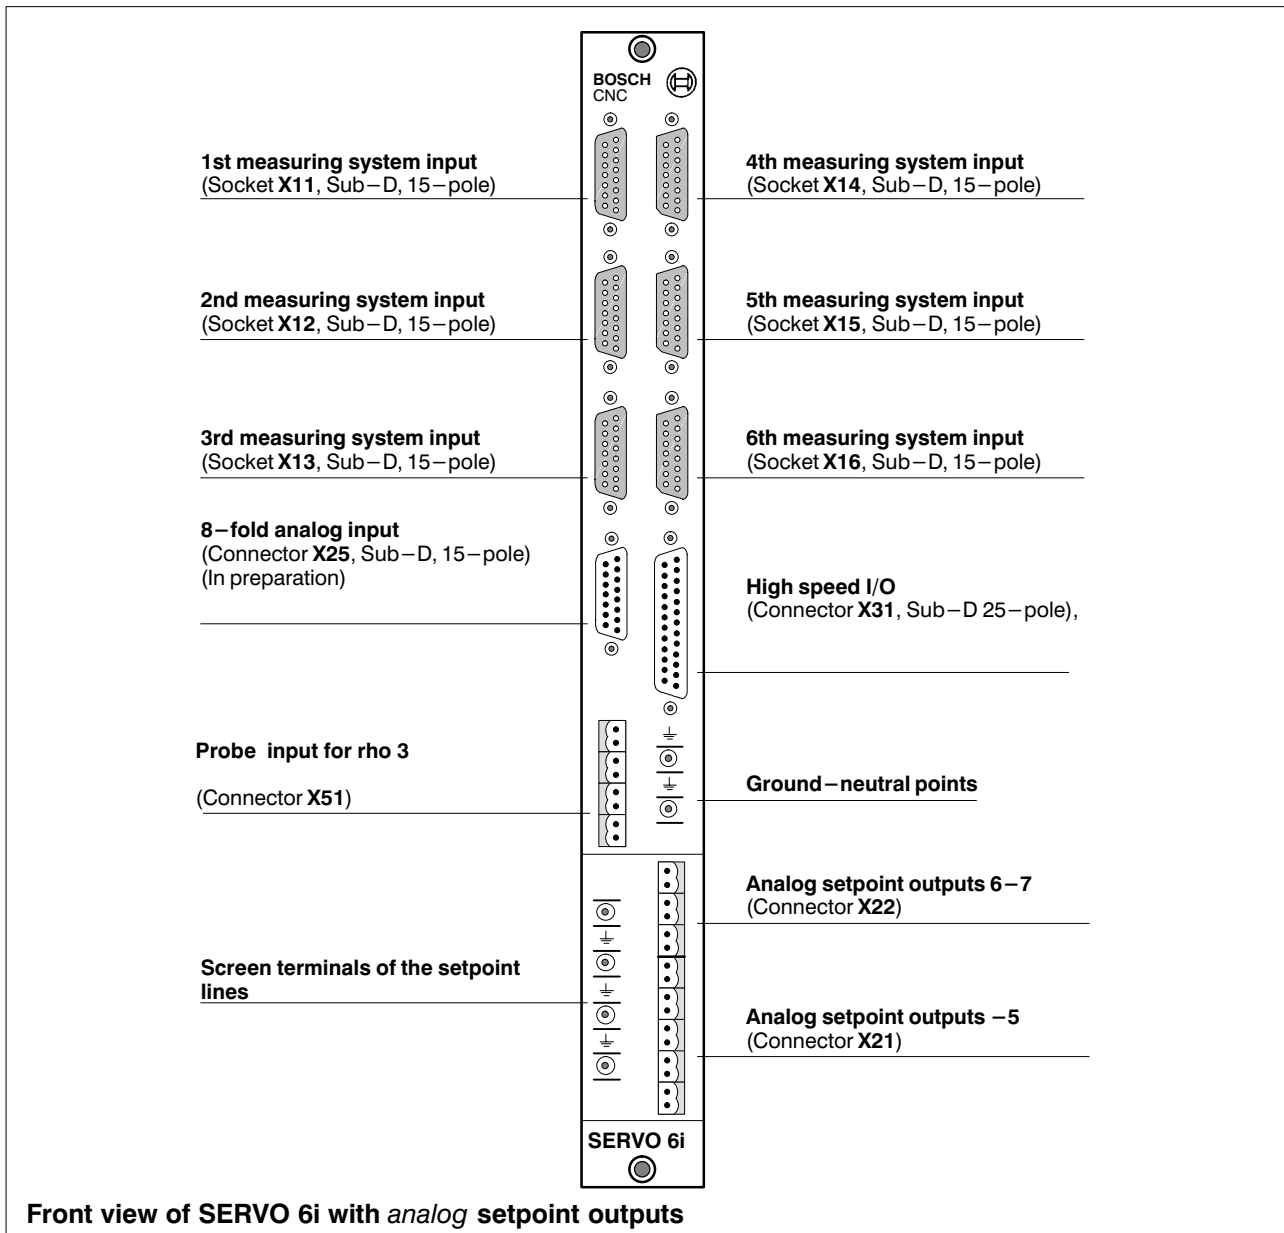 BOSCH
CNC
1st measuring system input
(Socket X11, Sub−D, 15−pole)
2nd measuring system input
(Socket X12, Sub−D, 15−pole)
3rd measuring system input
(Socket X13, Sub−D, 15−pole)
8−fold analog input
(Connector X25, Sub−D, 15−pole)
(In preparation)
Probe input for rho 3
(Connector X51)
Screen terminals of the setpoint
lines
4th measuring system input
(Socket X14, Sub−D, 15−pole)
5th measuring system input
(Socket X15, Sub−D, 15−pole)
6th measuring system input
(Socket X16, Sub−D, 15−pole)
High speed I/O
(Connector X31, Sub−D 25−pole),
Ground−neutral points
Analog setpoint outputs 6−7
(Connector X22)
Analog setpoint outputs −5
(Connector X21)
SERVO 6i
Front view of SERVO 6i with analog setpoint outputs